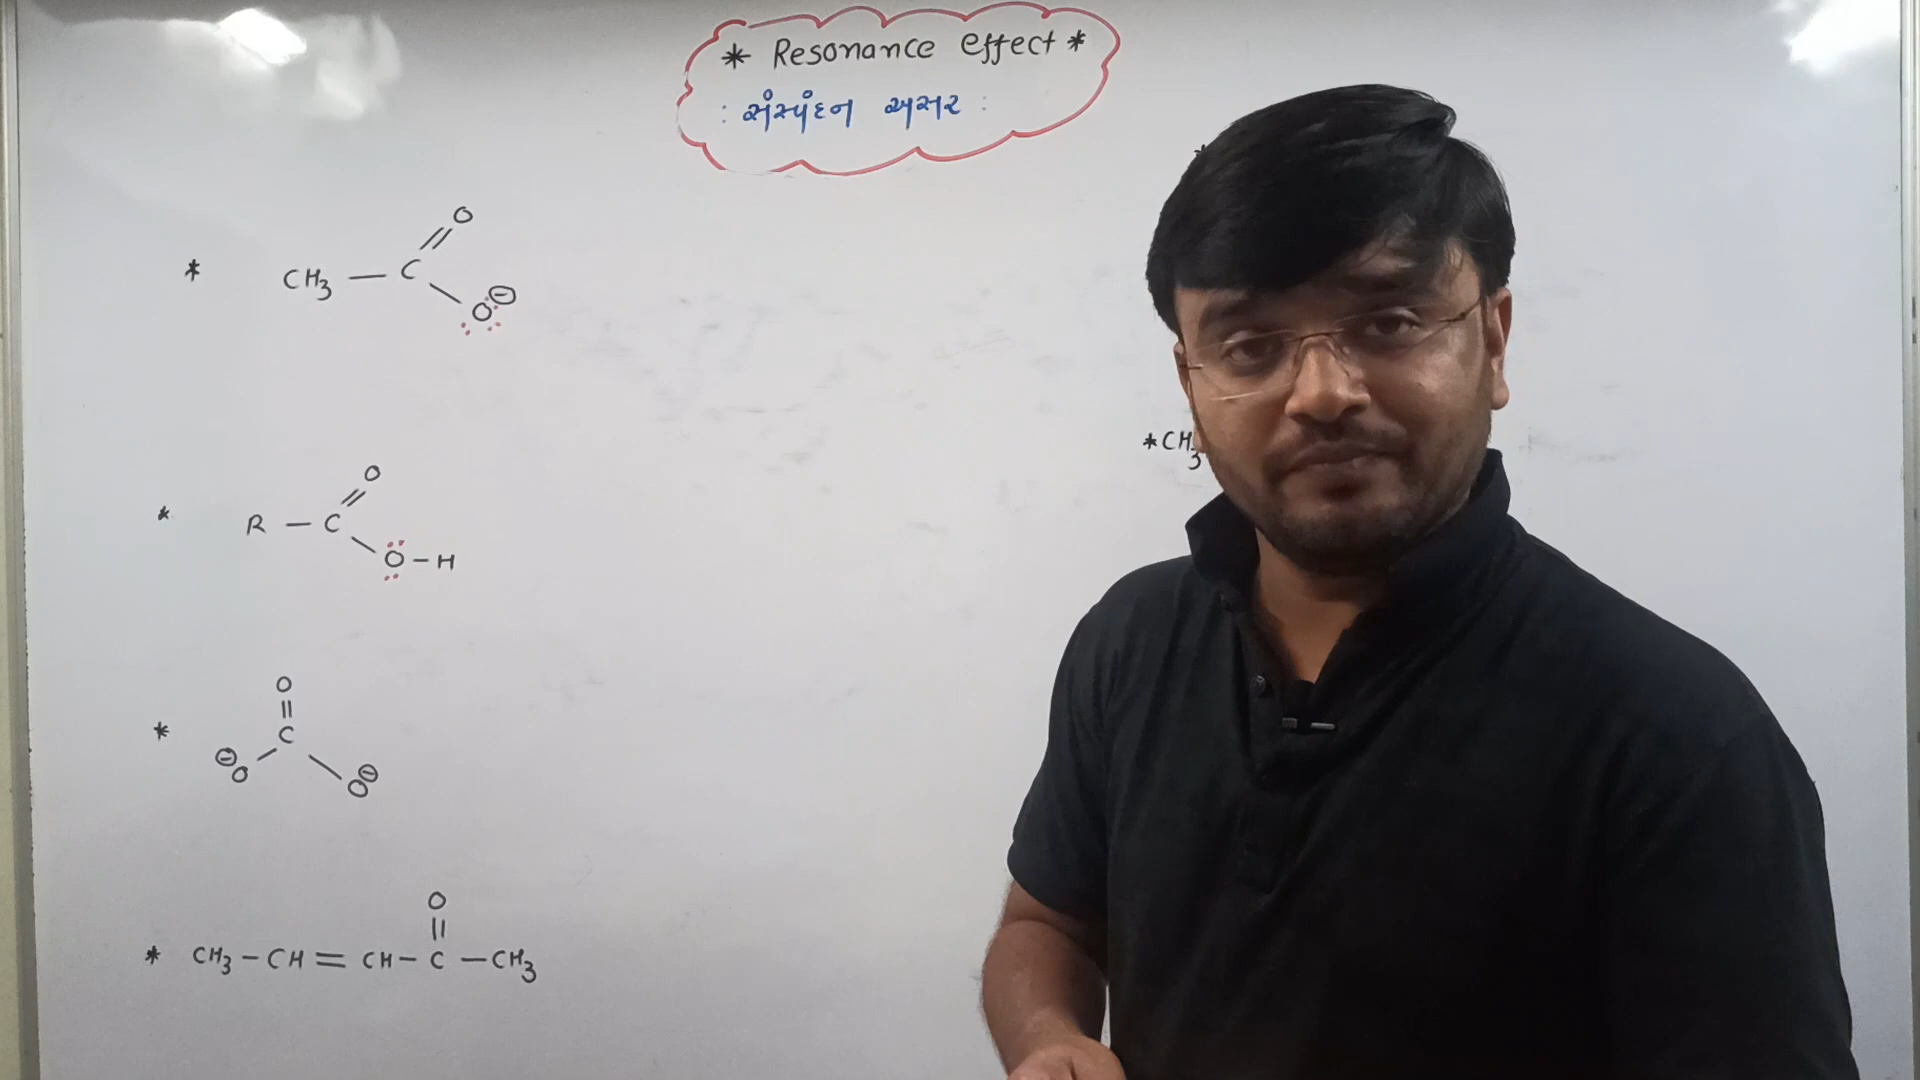 * Resonance effect *
: સંસ્પંદન અસર :
O
* CH3 — C
O⊖
* CH3
O
* R — C
O — H
O
||
* C
⊖O O⊖
O
||
* CH3 — CH = CH — C — CH3